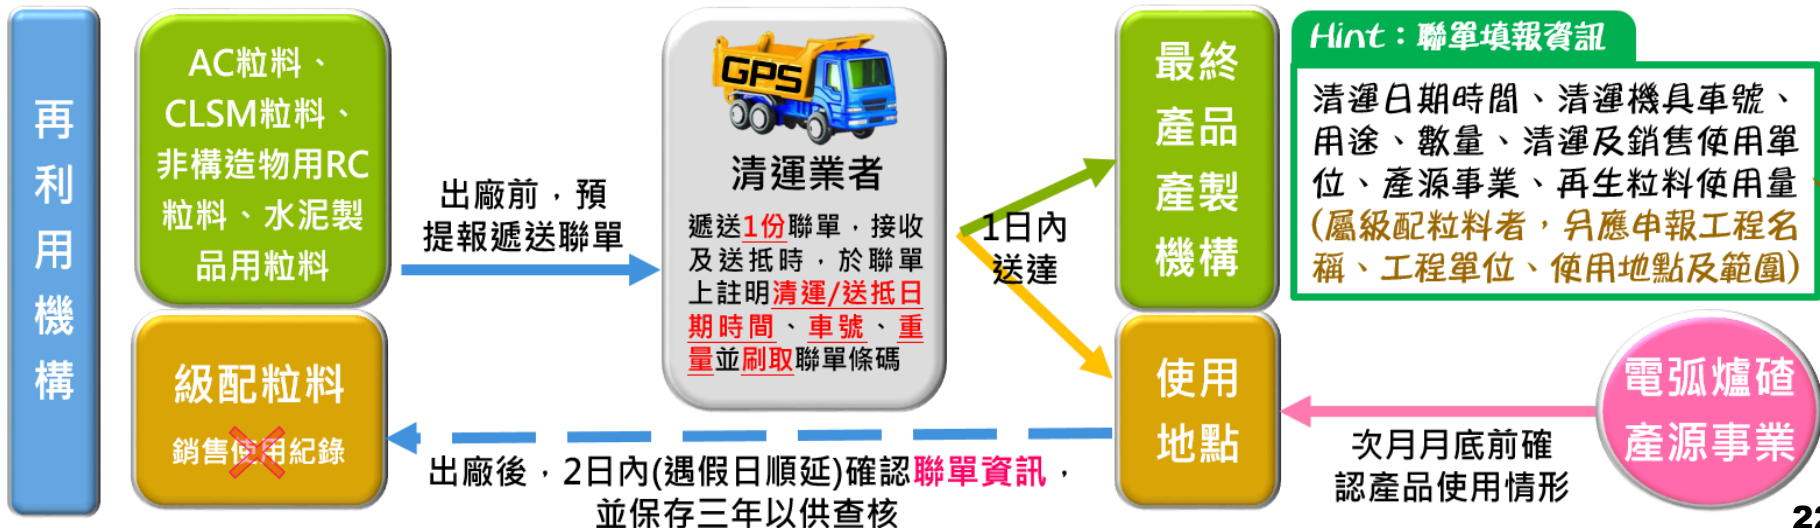 再
利
用
機
構
AC粒料、
CLSM粒料、
非構造物用RC
粒料、水泥製
品用粒料
級配粒料
銷售使用紀錄
出廠前，預
提報遞送聯單
GPS
清運業者
遞送1份聯單，接收
及送抵時，於聯單
上註明清運/送抵日
期時間、車號、重
量並刷取聯單條碼
1日內
送達
最終
產品
產製
機構
使用
地點
Hint：聯單填報資訊
清運日期時間、清運機具車號、
用途、數量、清運及銷售使用單
位、產源事業、再生粒料使用量
(屬級配粒料者，另應申報工程名
稱、工程單位、使用地點及範圍)
電弧爐碴
產源事業
次月月底前確
認產品使用情形
出廠後，2日內(遇假日順延)確認聯單資訊，
並保存三年以供查核